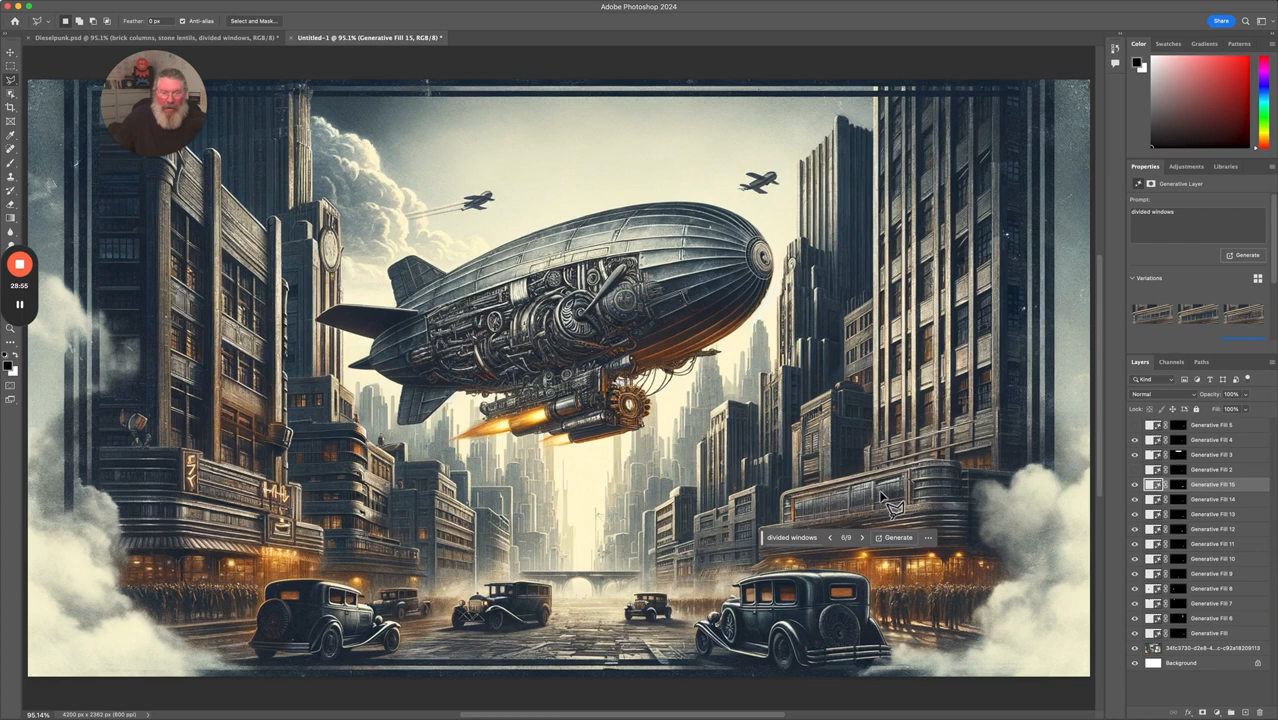 Adobe Photoshop 2024
Feather: 0 px Anti-alias Select and Mask... Share
Dieselpunk.psd @ 95.1% (brick columns, stone lentils, divided windows, RGB/8) * Untitled-1 @ 95.1% (Generative Fill 15, RGB/8) *
Color Swatches Gradients Patterns
Properties Adjustments Libraries
Generative Layer
Prompt:
divided windows
Generate
Variations
28:55
divided windows 6/9 Generate
Layers Channels Paths
Kind
Normal Opacity: 100%
Lock: Fill: 100%
Generative Fill 5
Generative Fill 4
Generative Fill 3
Generative Fill 2
Generative Fill 15
Generative Fill 14
Generative Fill 13
Generative Fill 12
Generative Fill 11
Generative Fill 10
Generative Fill 9
Generative Fill 8
Generative Fill 7
Generative Fill 6
Generative Fill
34fc3730-d2e8-4...c-c92a18209113
Background
95.14% 4200 px x 2362 px (600 ppi)